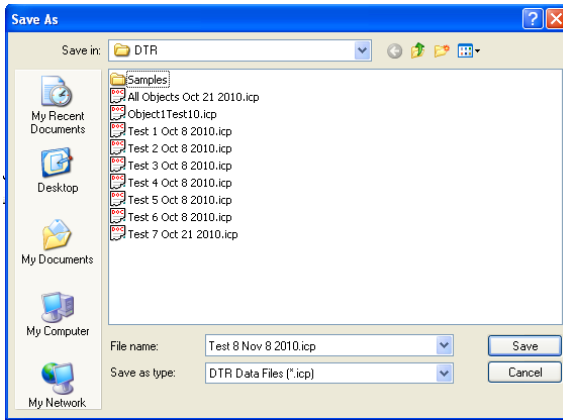 Save As
Save in: DTR
Samples
All Objects Oct 21 2010.icp
Object1Test10.icp
Test 1 Oct 8 2010.icp
Test 2 Oct 8 2010.icp
Test 3 Oct 8 2010.icp
Test 4 Oct 8 2010.icp
Test 5 Oct 8 2010.icp
Test 6 Oct 8 2010.icp
Test 7 Oct 21 2010.icp
My Recent
Documents
Desktop
My Documents
My Computer
My Network
File name: Test 8 Nov 8 2010.icp Save
Save as type: DTR Data Files (*.icp) Cancel